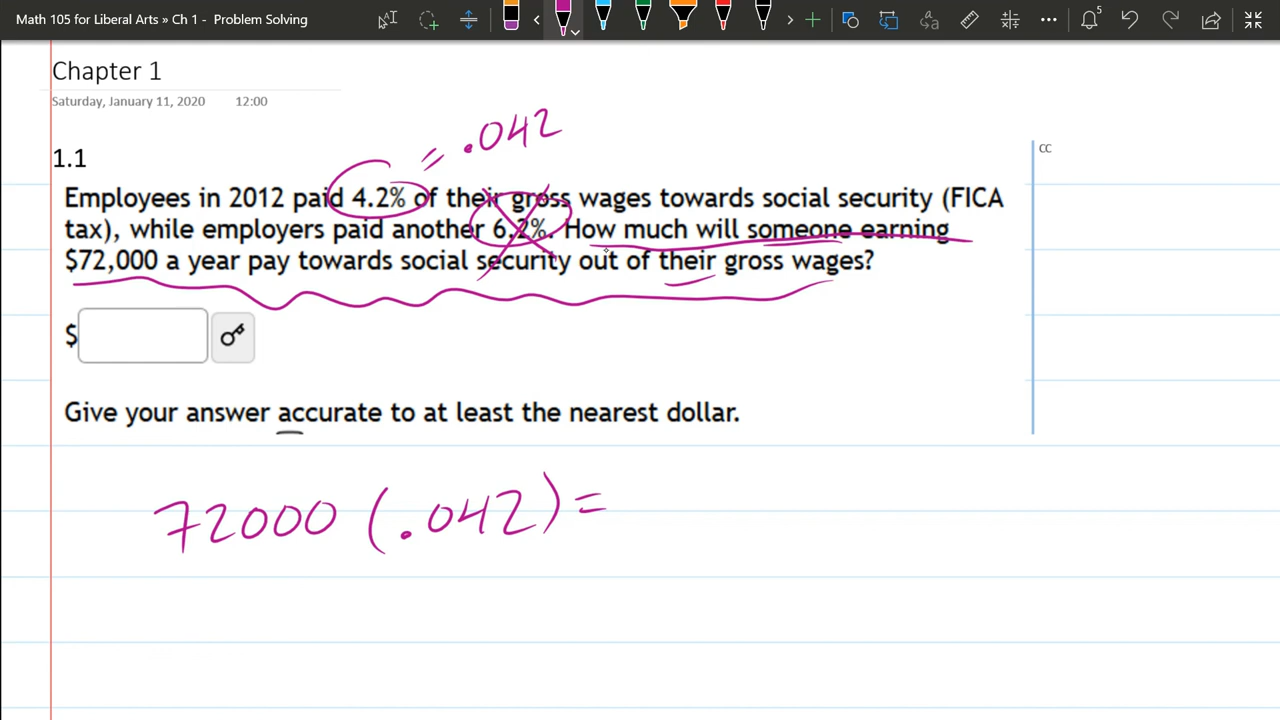 Math 105 for Liberal Arts » Ch 1 - Problem Solving
5
Chapter 1
Saturday, January 11, 2020 12:00
= .042
1.1
CC
Employees in 2012 paid 4.2% of their gross wages towards social security (FICA
tax), while employers paid another 6.2%. How much will someone earning
$72,000 a year pay towards social security out of their gross wages?
$
Give your answer accurate to at least the nearest dollar.
72000 (.042) =